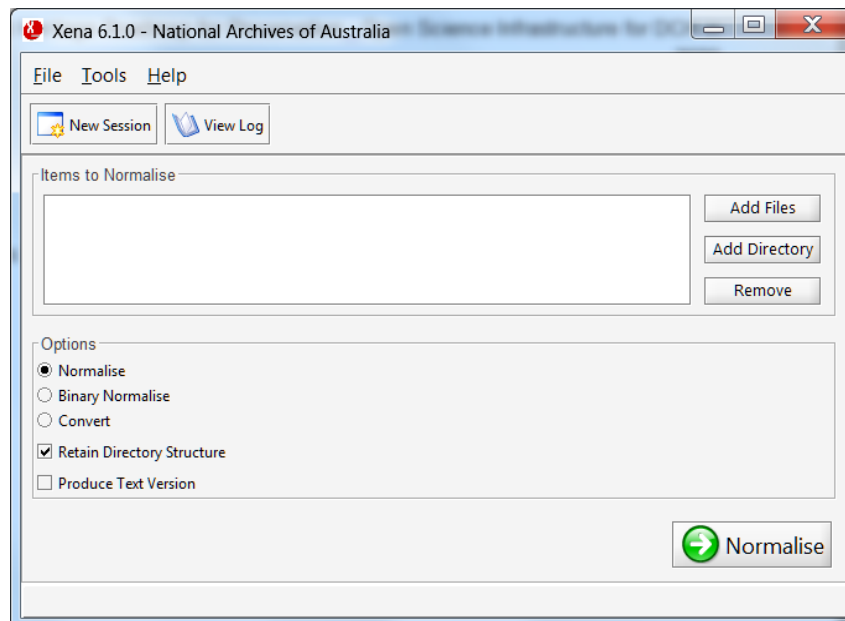 Xena 6.1.0 - National Archives of Australia
File Tools Help
New Session View Log
Items to Normalise
Add Files
Add Directory
Remove
Options
Normalise
Binary Normalise
Convert
Retain Directory Structure
Produce Text Version
Normalise